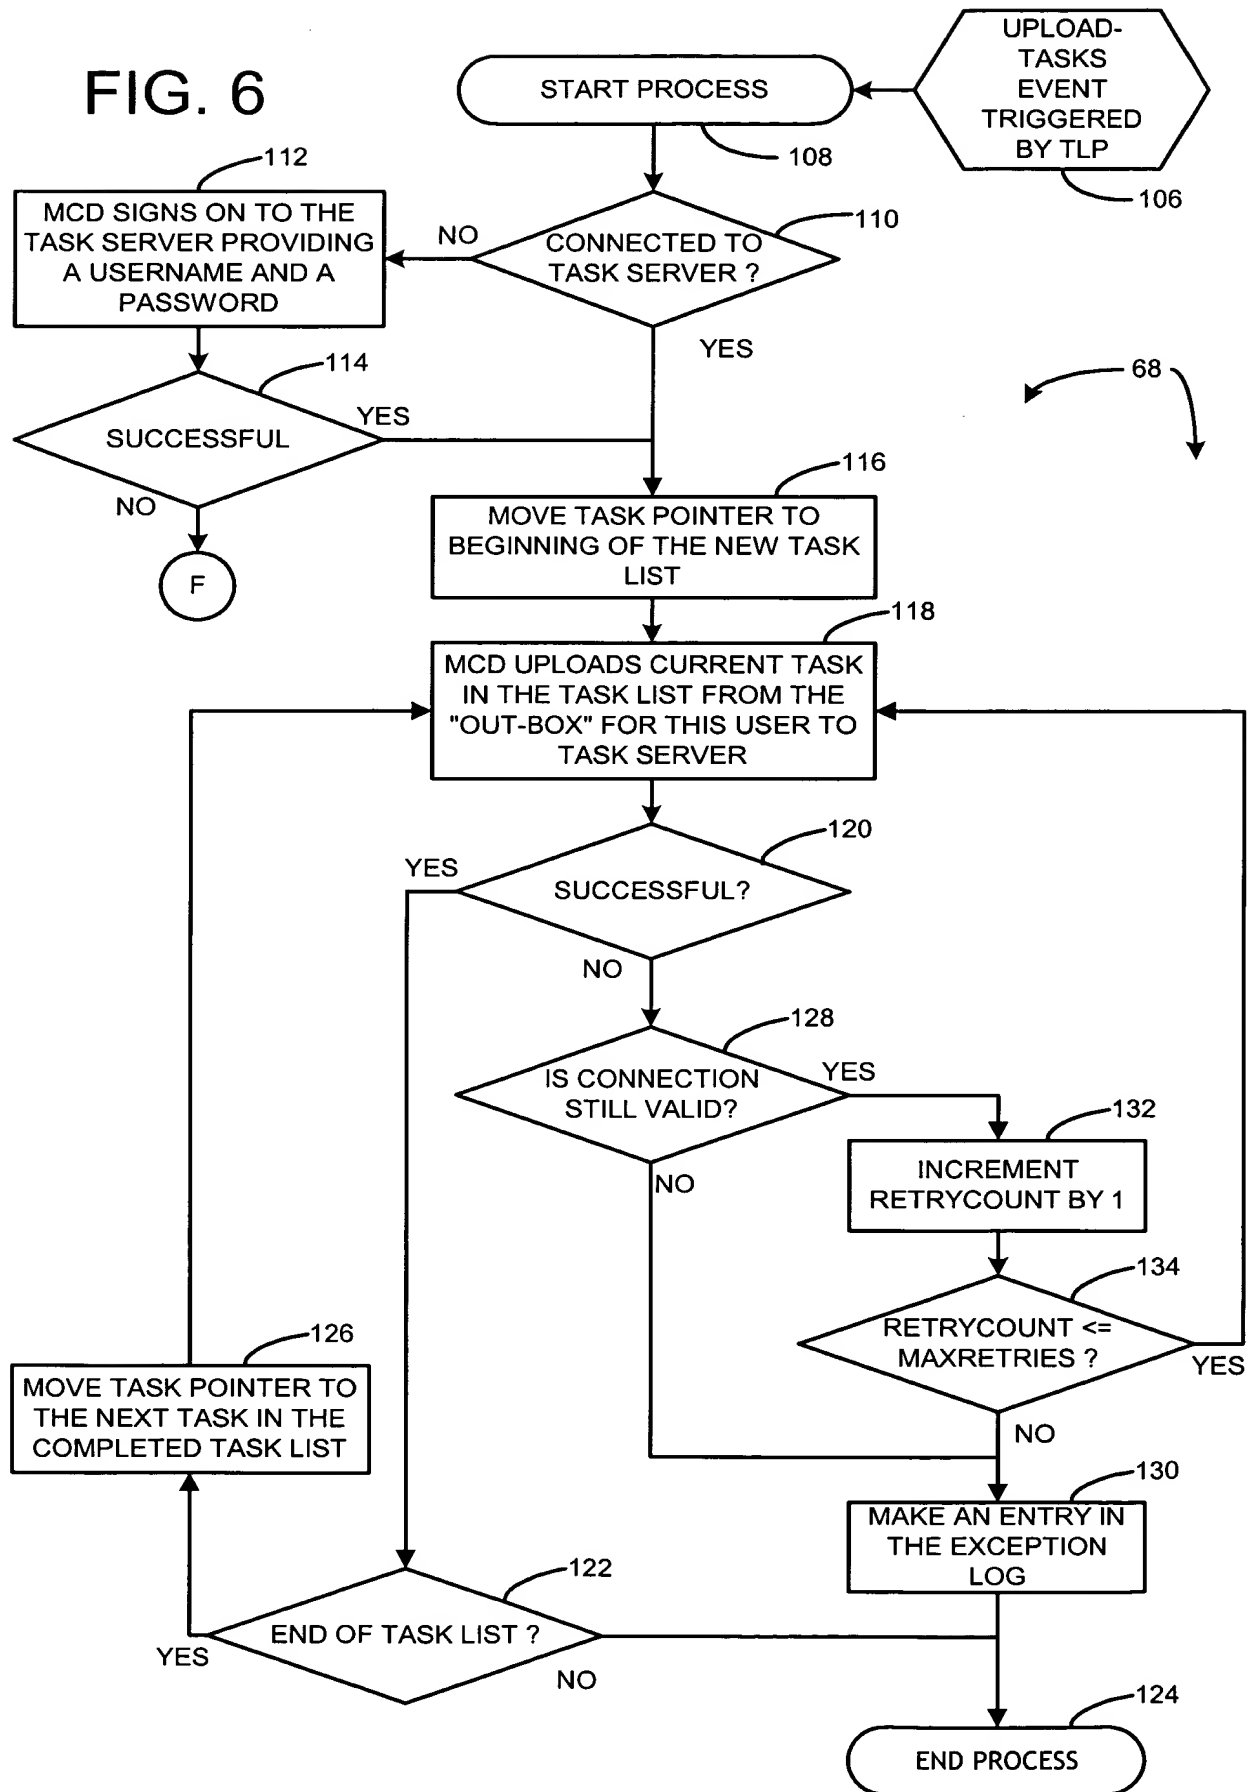 FIG. 6
UPLOAD-
TASKS
EVENT
TRIGGERED
BY TLP
106
START PROCESS
108
112
MCD SIGNS ON TO THE
TASK SERVER PROVIDING
A USERNAME AND A
PASSWORD
NO
CONNECTED TO
TASK SERVER ?
110
YES
114
SUCCESSFUL
YES
NO
F
68
116
MOVE TASK POINTER TO
BEGINNING OF THE NEW TASK
LIST
118
MCD UPLOADS CURRENT TASK
IN THE TASK LIST FROM THE
"OUT-BOX" FOR THIS USER TO
TASK SERVER
120
YES
SUCCESSFUL?
NO
128
IS CONNECTION
STILL VALID?
YES
NO
132
INCREMENT
RETRYCOUNT BY 1
134
RETRYCOUNT <=
MAXRETRIES ?
YES
NO
126
MOVE TASK POINTER TO
THE NEXT TASK IN THE
COMPLETED TASK LIST
130
MAKE AN ENTRY IN
THE EXCEPTION
LOG
122
END OF TASK LIST ?
YES
NO
124
END PROCESS